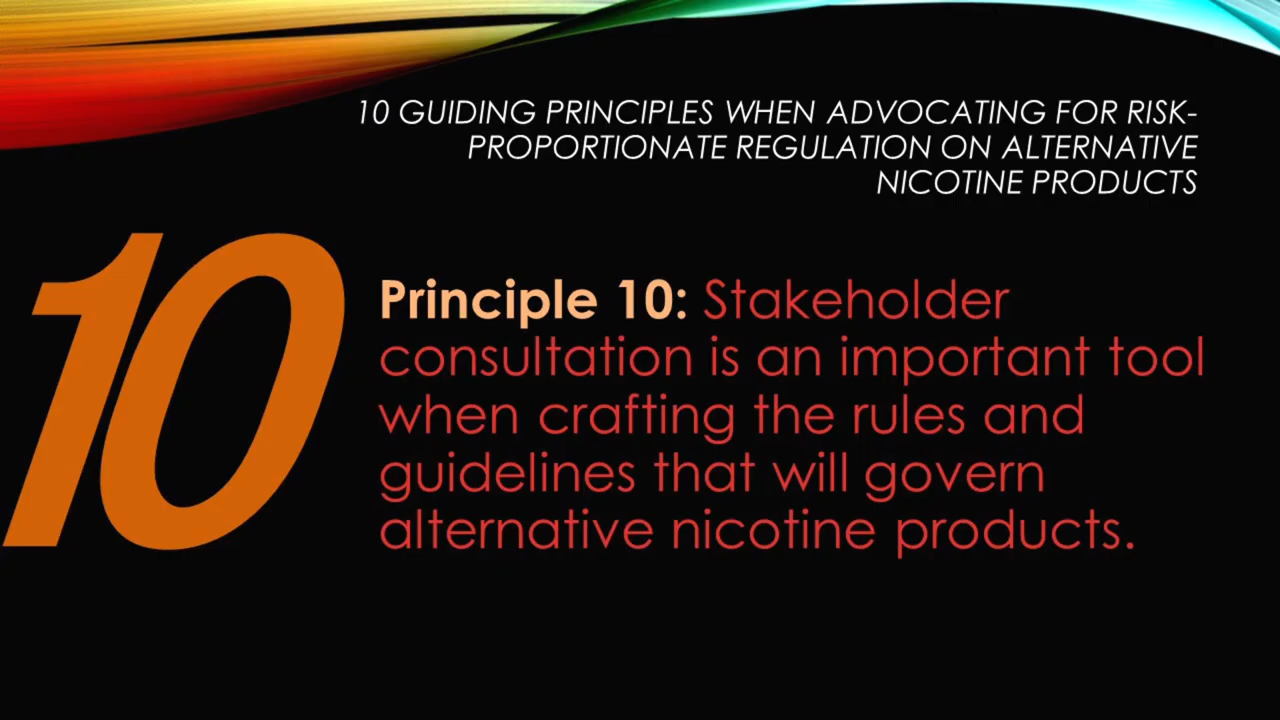 10 GUIDING PRINCIPLES WHEN ADVOCATING FOR RISK-
PROPORTIONATE REGULATION ON ALTERNATIVE
NICOTINE PRODUCTS
10
Principle 10: Stakeholder
consultation is an important tool
when crafting the rules and
guidelines that will govern
alternative nicotine products.